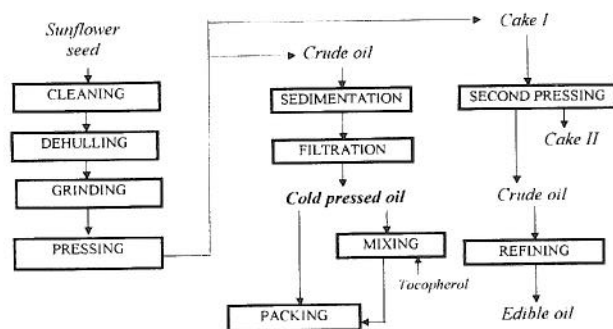 Sunflower
seed
CLEANING
DEHULLING
GRINDING
PRESSING
Crude oil
SEDIMENTATION
FILTRATION
Cold pressed oil
MIXING
Tocopherol
PACKING
Cake I
SECOND PRESSING
Cake II
Crude oil
REFINING
Edible oil